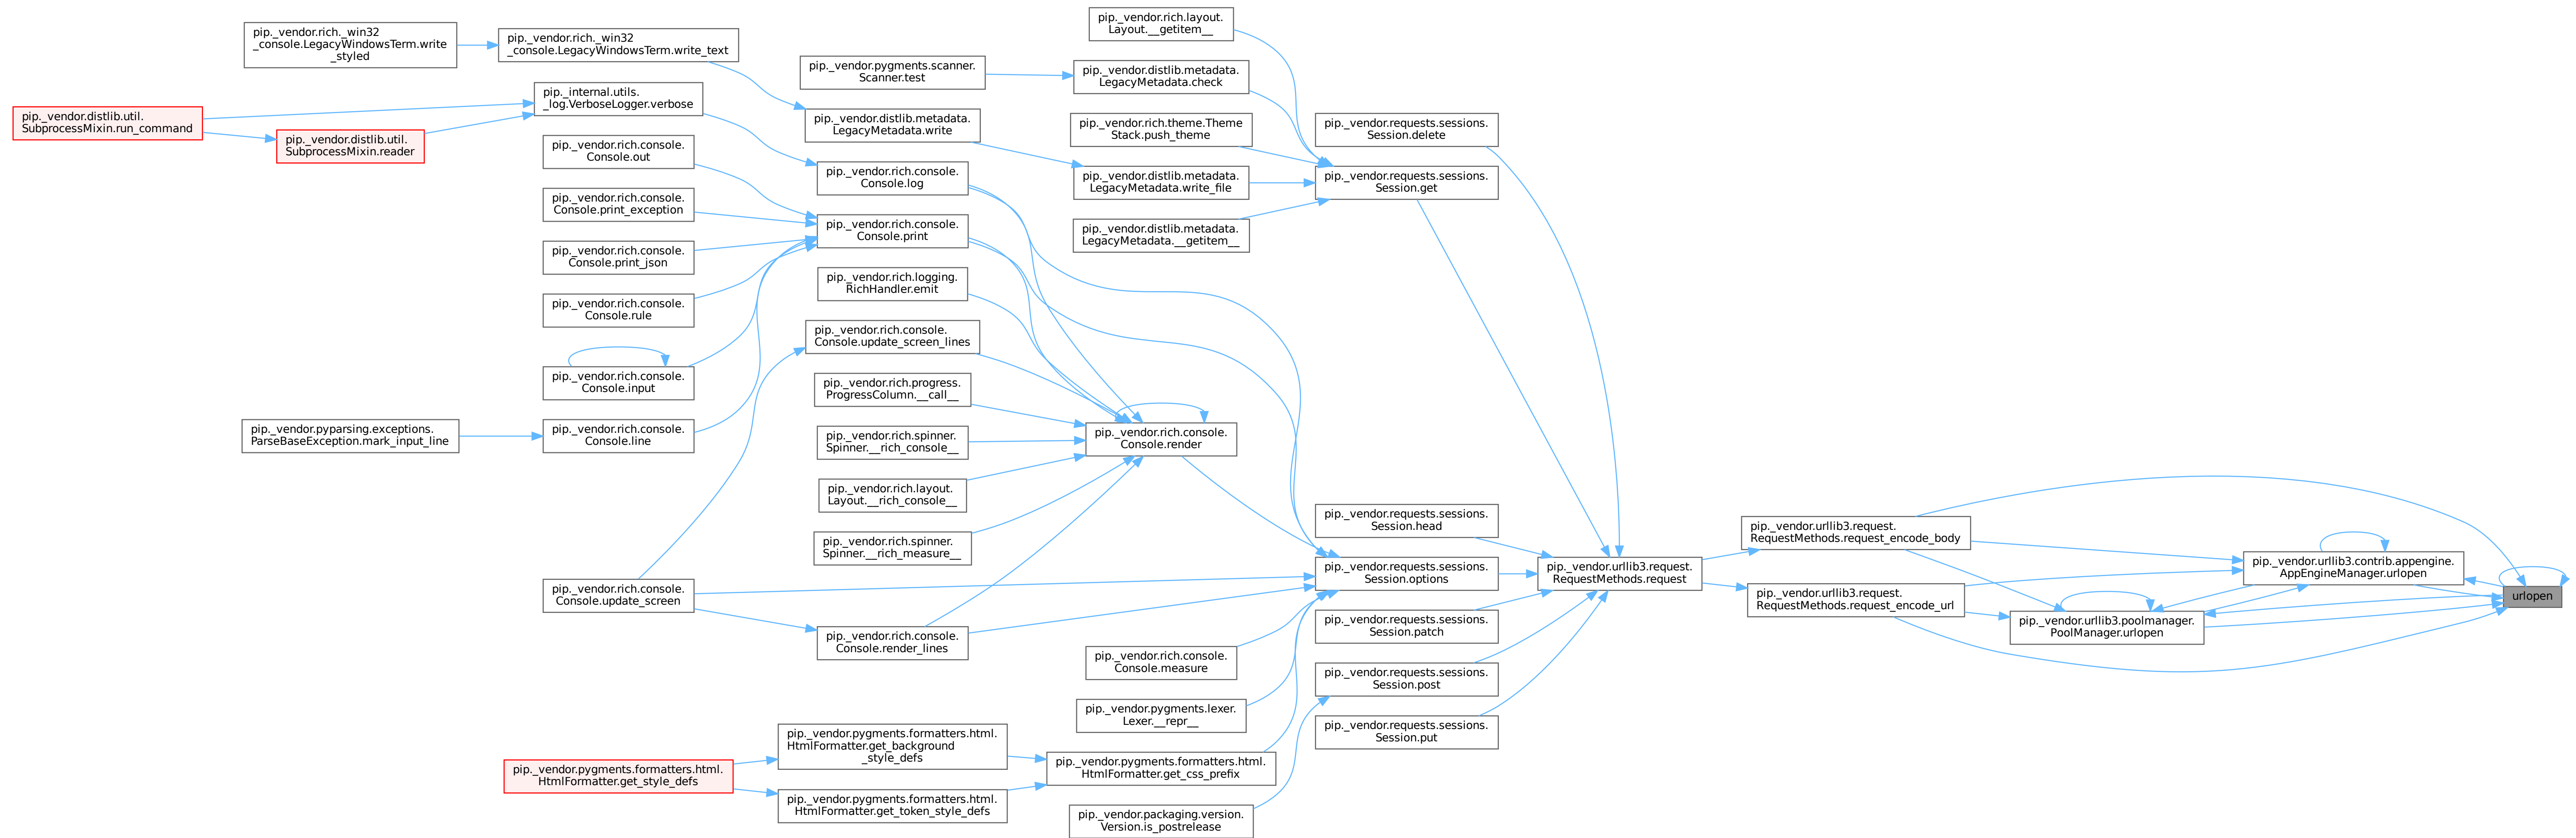 pip._vendor.rich._win32
_console.LegacyWindowsTerm.write
_styled
pip._vendor.distlib.util.
SubprocessMixin.run_command
pip._vendor.distlib.util.
SubprocessMixin.reader
pip._vendor.pyparsing.exceptions.
ParseBaseException.mark_input_line
pip._vendor.rich._win32
_console.LegacyWindowsTerm.write_text
pip._internal.utils.
_log.VerboseLogger.verbose
pip._vendor.rich.console.
Console.out
pip._vendor.rich.console.
Console.print_exception
pip._vendor.rich.console.
Console.print_json
pip._vendor.rich.console.
Console.rule
pip._vendor.rich.console.
Console.input
pip._vendor.rich.console.
Console.line
pip._vendor.rich.console.
Console.update_screen
pip._vendor.pygments.formatters.html.
HtmlFormatter.get_style_defs
pip._vendor.pygments.scanner.
Scanner.test
pip._vendor.distlib.metadata.
LegacyMetadata.write
pip._vendor.rich.console.
Console.log
pip._vendor.rich.console.
Console.print
pip._vendor.rich.logging.
RichHandler.emit
pip._vendor.rich.console.
Console.update_screen_lines
pip._vendor.rich.progress.
ProgressColumn.__call__
pip._vendor.rich.spinner.
Spinner.__rich_console__
pip._vendor.rich.layout.
Layout.__rich_console__
pip._vendor.rich.spinner.
Spinner.__rich_measure__
pip._vendor.rich.console.
Console.render_lines
pip._vendor.pygments.formatters.html.
HtmlFormatter.get_background
_style_defs
pip._vendor.pygments.formatters.html.
HtmlFormatter.get_token_style_defs
pip._vendor.rich.layout.
Layout.__getitem__
pip._vendor.distlib.metadata.
LegacyMetadata.check
pip._vendor.rich.theme.Theme
Stack.push_theme
pip._vendor.distlib.metadata.
LegacyMetadata.write_file
pip._vendor.distlib.metadata.
LegacyMetadata.__getitem__
pip._vendor.rich.console.
Console.render
pip._vendor.rich.console.
Console.measure
pip._vendor.pygments.lexer.
Lexer.__repr__
pip._vendor.pygments.formatters.html.
HtmlFormatter.get_css_prefix
pip._vendor.packaging.version.
Version.is_postrelease
pip._vendor.requests.sessions.
Session.delete
pip._vendor.requests.sessions.
Session.get
pip._vendor.requests.sessions.
Session.head
pip._vendor.requests.sessions.
Session.options
pip._vendor.requests.sessions.
Session.patch
pip._vendor.requests.sessions.
Session.post
pip._vendor.requests.sessions.
Session.put
pip._vendor.urllib3.request.
RequestMethods.request
pip._vendor.urllib3.request.
RequestMethods.request_encode_body
pip._vendor.urllib3.request.
RequestMethods.request_encode_url
pip._vendor.urllib3.poolmanager.
PoolManager.urlopen
pip._vendor.urllib3.contrib.appengine.
AppEngineManager.urlopen
urlopen